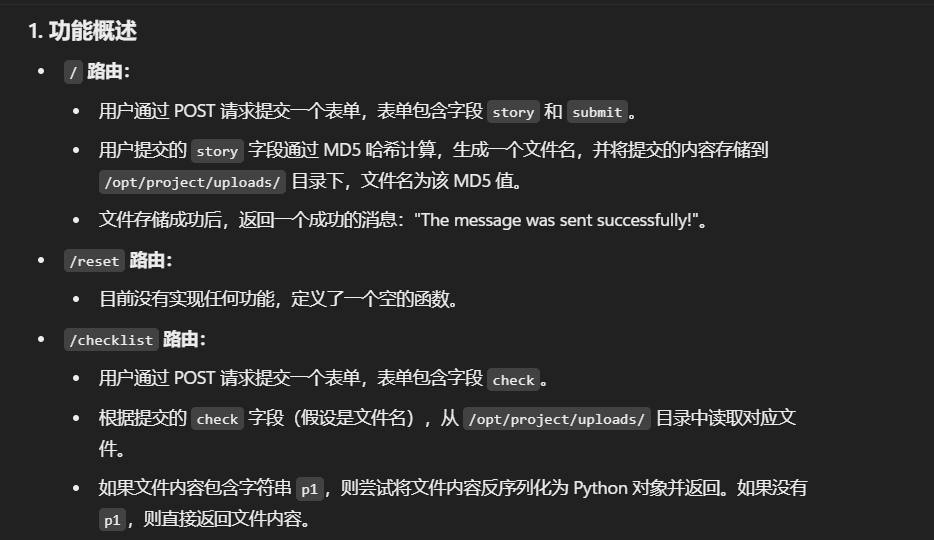 1. 功能概述
• / 路由：
• 用户通过 POST 请求提交一个表单，表单包含字段 story 和 submit。
• 用户提交的 story 字段通过 MD5 哈希计算，生成一个文件名，并将提交的内容存储到
/opt/project/uploads/ 目录下，文件名为该 MD5 值。
• 文件存储成功后，返回一个成功的消息："The message was sent successfully!"。
• /reset 路由：
• 目前没有实现任何功能，定义了一个空的函数。
• /checklist 路由：
• 用户通过 POST 请求提交一个表单，表单包含字段 check。
• 根据提交的 check 字段（假设是文件名），从 /opt/project/uploads/ 目录中读取对应文
件。
• 如果文件内容包含字符串 p1，则尝试将文件内容反序列化为 Python 对象并返回。如果没有
p1，则直接返回文件内容。